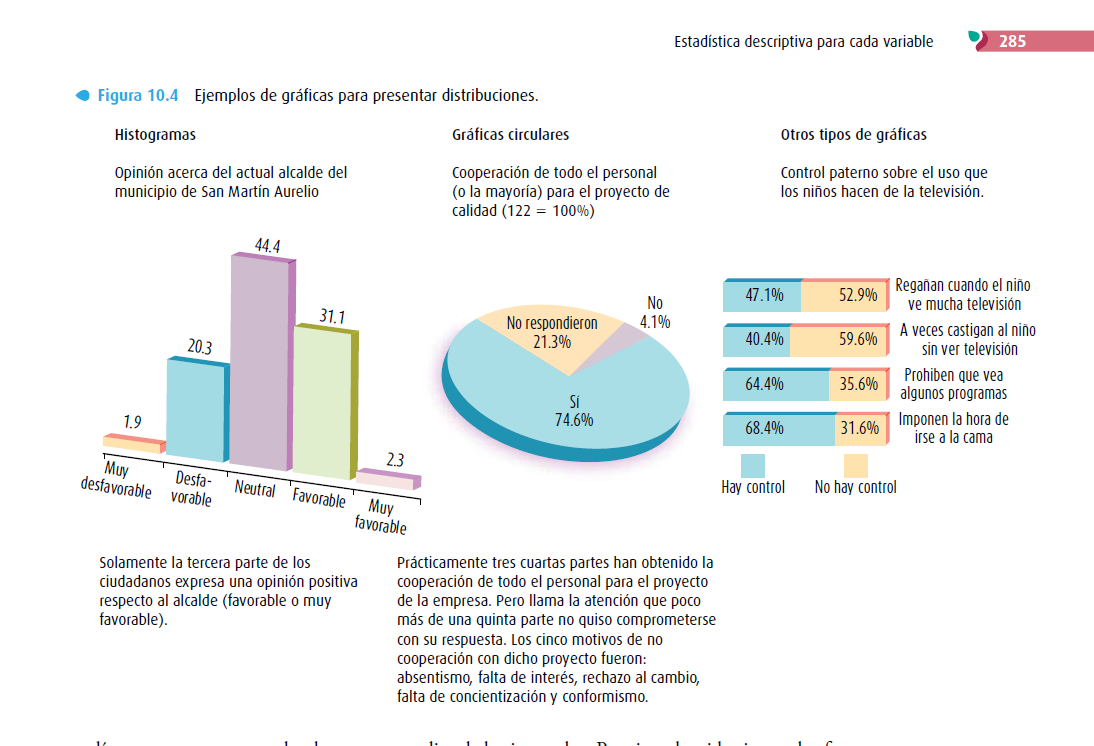 Estadística descriptiva para cada variable
285
Figura 10.4 Ejemplos de gráficas para presentar distribuciones.
Histogramas
Opinión acerca del actual alcalde del
municipio de San Martín Aurelio
44.4
31.1
20.3
1.9
2.3
Muy
desfavorable
Desfa-
vorable
Neutral
Favorable
Muy
favorable
Solamente la tercera parte de los
ciudadanos expresa una opinión positiva
respecto al alcalde (favorable o muy
favorable).
Gráficas circulares
Cooperación de todo el personal
(o la mayoría) para el proyecto de
calidad (122 = 100%)
No respondieron
21.3%
No
4.1%
Sí
74.6%
Prácticamente tres cuartas partes han obtenido la
cooperación de todo el personal para el proyecto
de la empresa. Pero llama la atención que poco
más de una quinta parte no quiso comprometerse
con su respuesta. Los cinco motivos de no
cooperación con dicho proyecto fueron:
absentismo, falta de interés, rechazo al cambio,
falta de concientización y conformismo.
Otros tipos de gráficas
Control paterno sobre el uso que
los niños hacen de la televisión.
47.1% 52.9% Regañan cuando el niño
ve mucha televisión
40.4% 59.6% A veces castigan al niño
sin ver televisión
64.4% 35.6% Prohiben que vea
algunos programas
68.4% 31.6% Imponen la hora de
irse a la cama
Hay control
No hay control